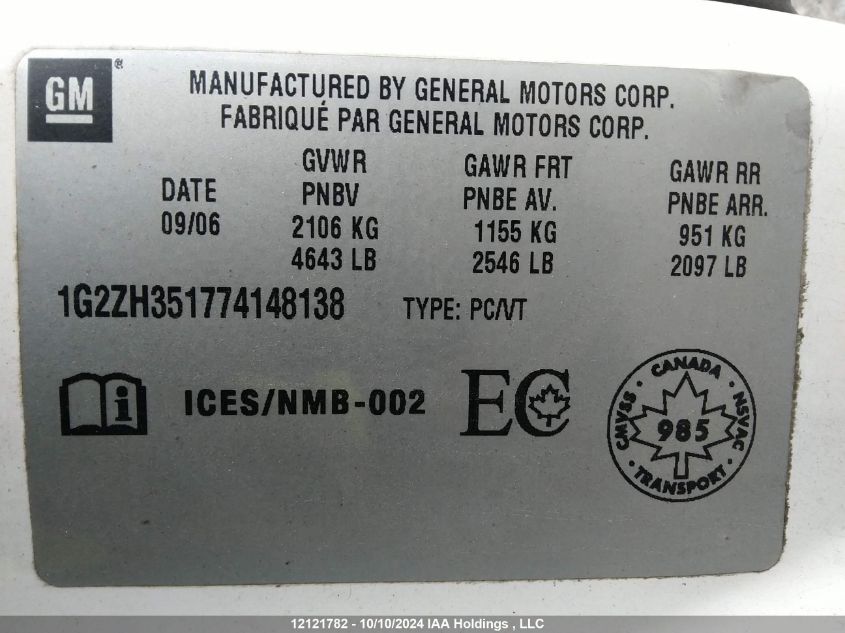 GM®
MANUFACTURED BY GENERAL MOTORS CORP.
FABRIQUÉ PAR GENERAL MOTORS CORP.
DATE
09/06
GVWR
PNBV
2106 KG
4643 LB
GAWR FRT
PNBE AV.
1155 KG
2546 LB
GAWR RR
PNBE ARR.
951 KG
2097 LB
1G2ZH351774148138 TYPE: PC/VT
i ICES/NMB-002 EC
CANADA
CMVSS · NSVAC
985
TRANSPORT
12121782 - 10/10/2024 IAA Holdings , LLC